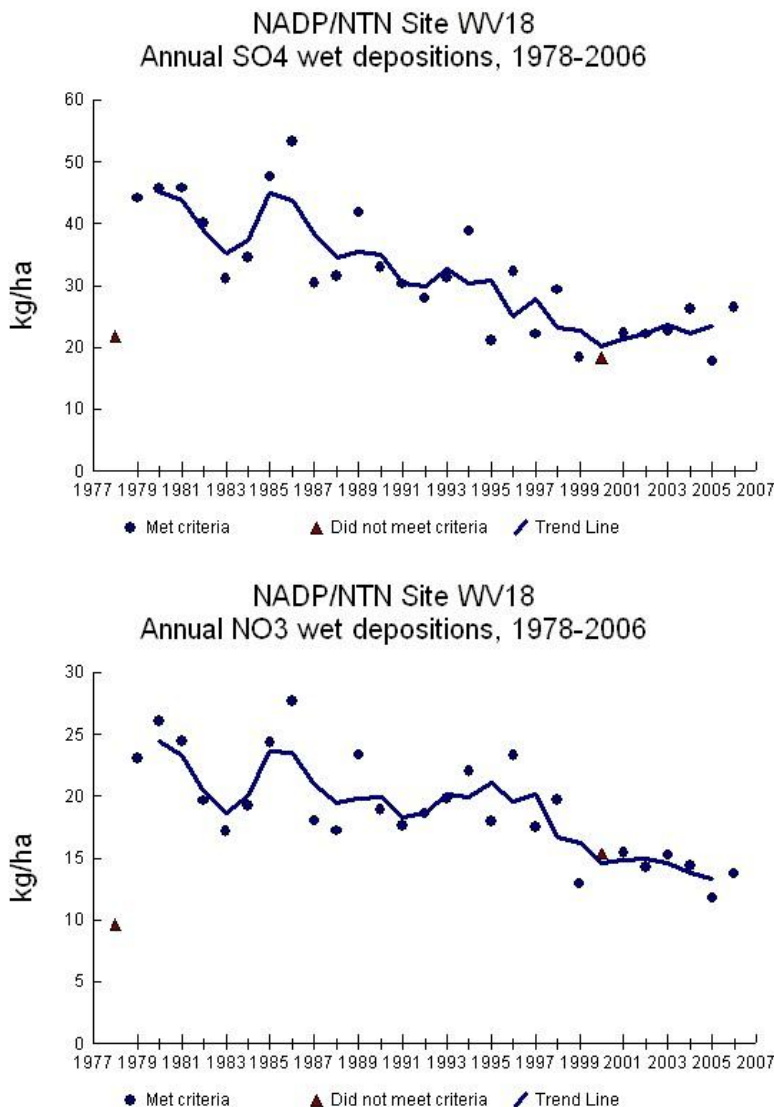 NADP/NTN Site WV18
Annual SO4 wet depositions, 1978-2006
60
50
40
30
20
10
0
kg/ha
1977 1979 1981 1983 1985 1987 1989 1991 1993 1995 1997 1999 2001 2003 2005 2007
Met criteria Did not meet criteria Trend Line
NADP/NTN Site WV18
Annual NO3 wet depositions, 1978-2006
30
25
20
15
10
5
0
kg/ha
1977 1979 1981 1983 1985 1987 1989 1991 1993 1995 1997 1999 2001 2003 2005 2007
Met criteria Did not meet criteria Trend Line